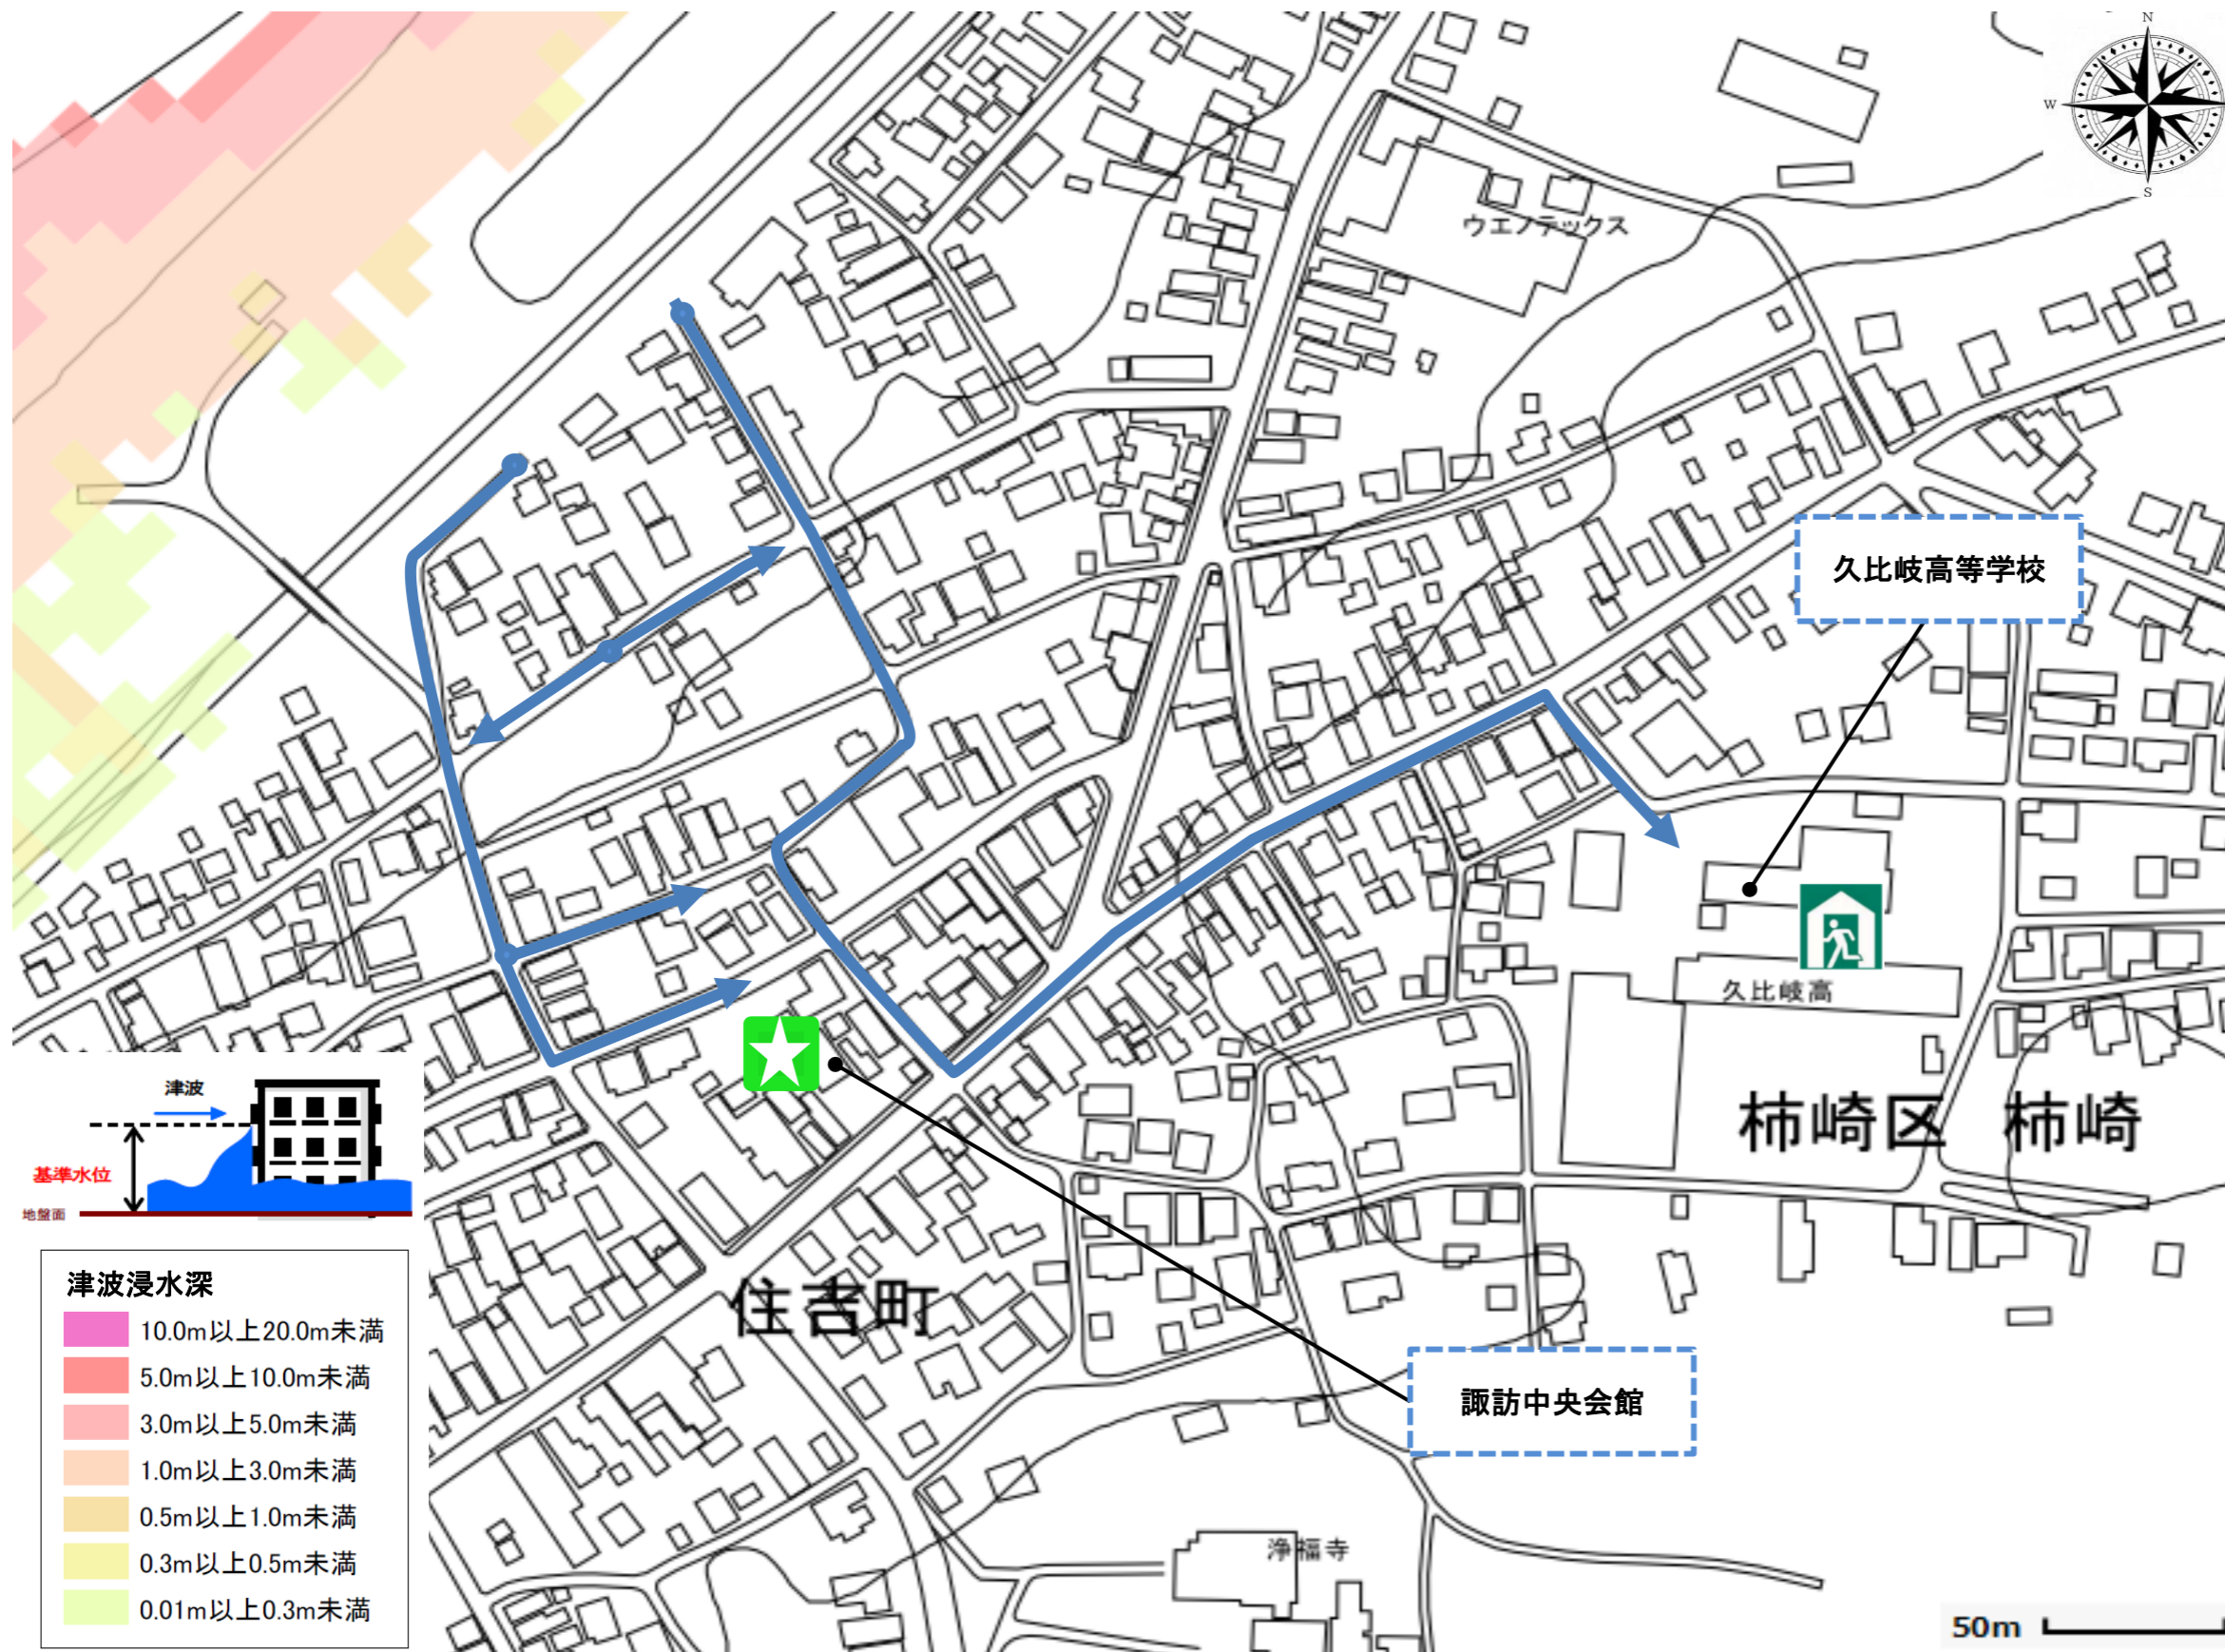 N
W
S
ウエノテックス
久比岐高等学校
久比岐高
柿崎区 柿崎
津波
基準水位
地盤面
住吉町
津波浸水深
10.0m以上20.0m未満
5.0m以上10.0m未満
3.0m以上5.0m未満
1.0m以上3.0m未満
0.5m以上1.0m未満
0.3m以上0.5m未満
0.01m以上0.3m未満
諏訪中央会館
浄福寺
50m